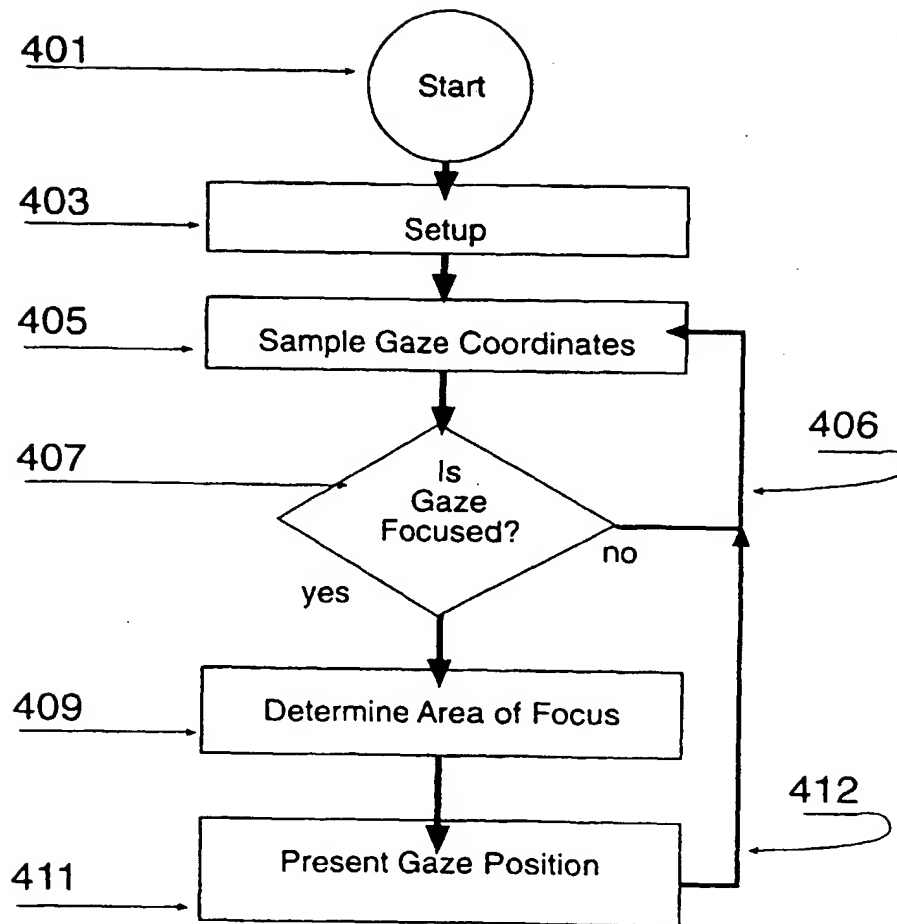 401
Start
403
Setup
405
Sample Gaze Coordinates
406
407
Is
Gaze
Focused?
no
yes
409
Determine Area of Focus
412
Present Gaze Position
411